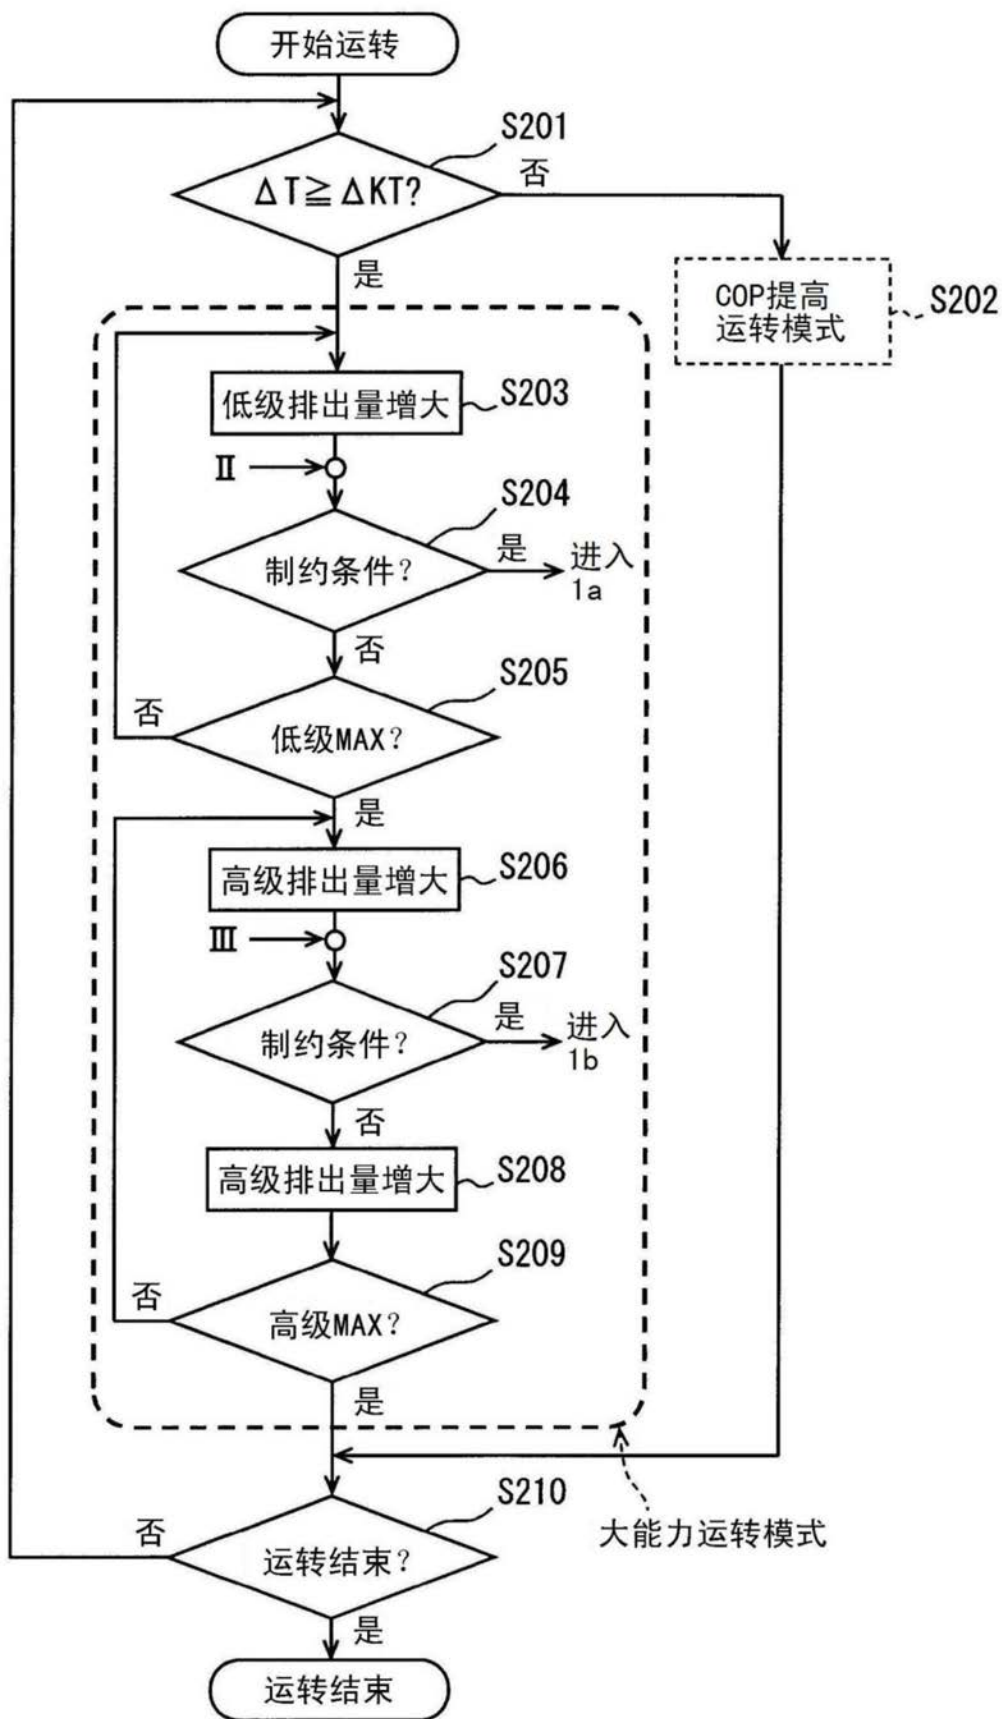 开始运转
S201
ΔT≧ΔKT?
否
是
COP提高
运转模式
S202
低级排出量增大
S203
Ⅱ
S204
制约条件?
是
进入
1a
否
S205
低级MAX?
否
是
高级排出量增大
S206
Ⅲ
S207
制约条件?
是
进入
1b
否
高级排出量增大
S208
S209
高级MAX?
否
是
大能力运转模式
S210
运转结束?
否
是
运转结束